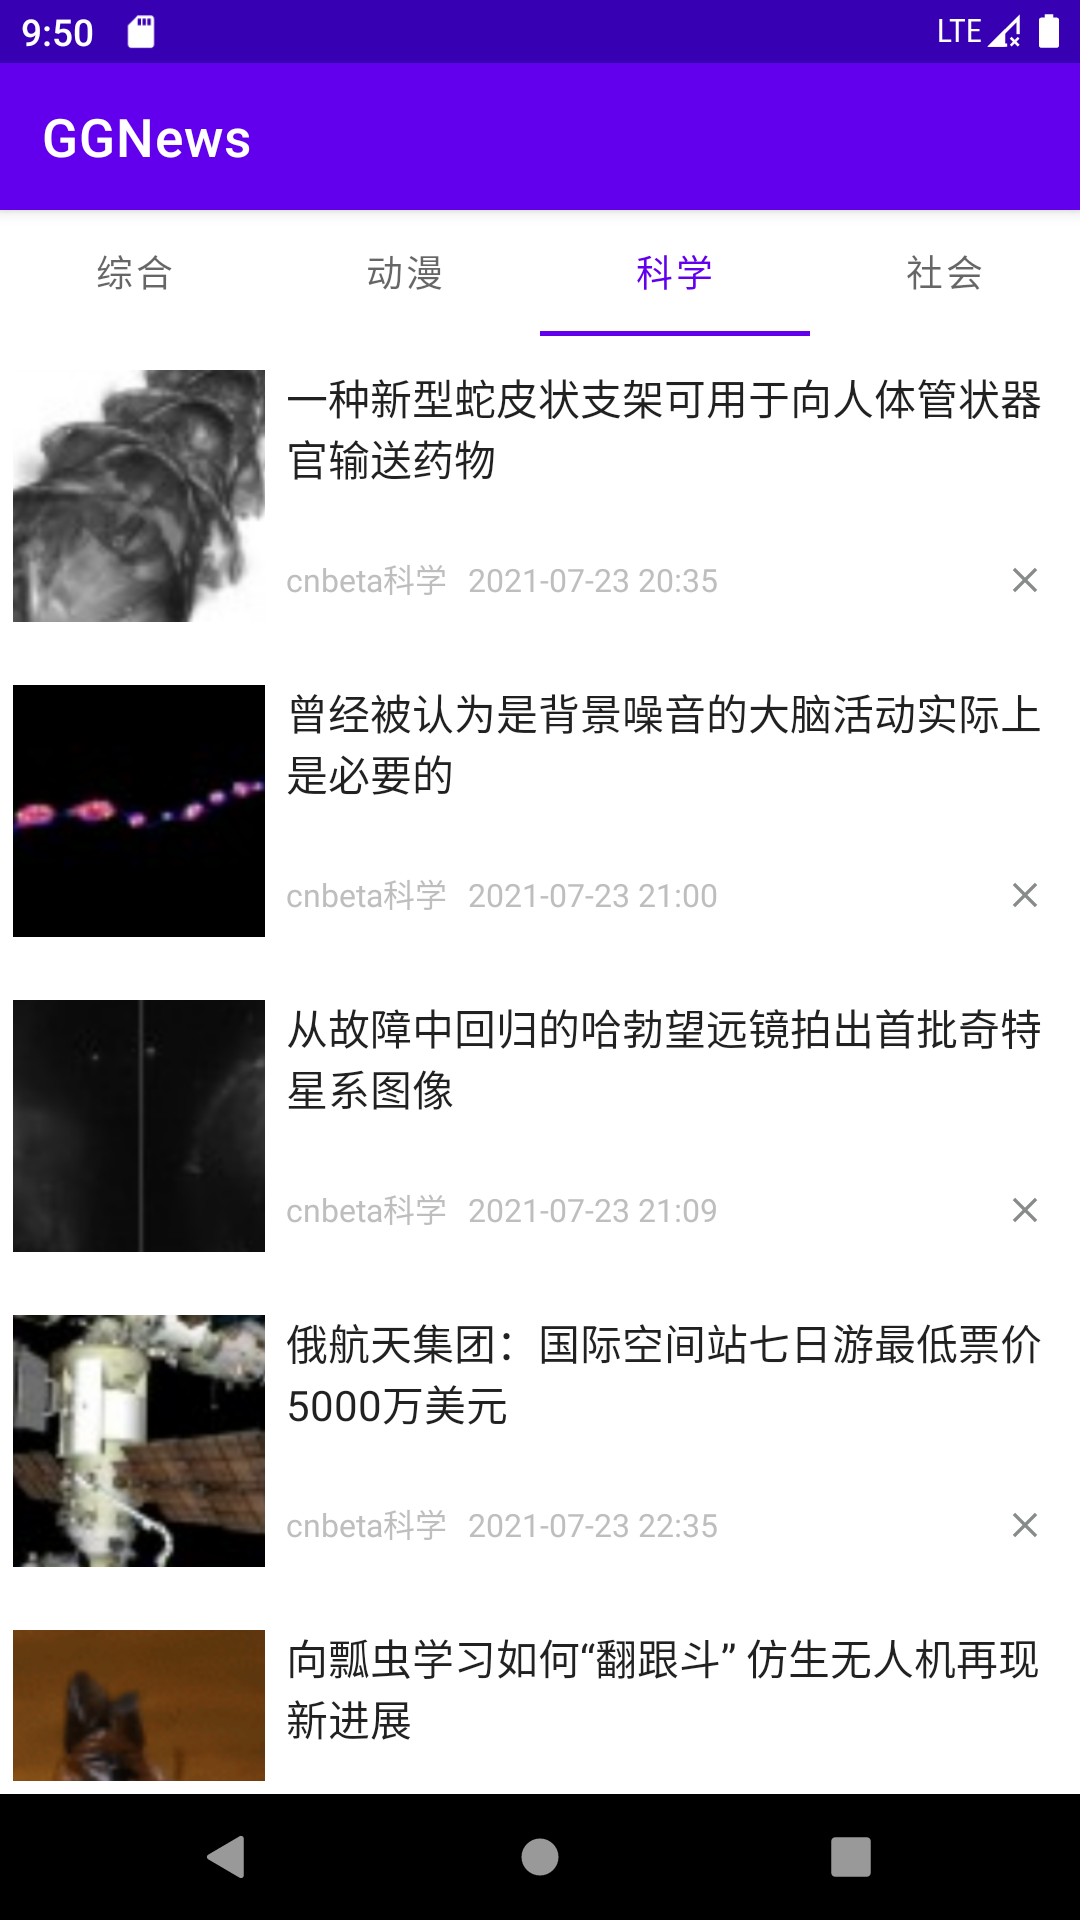 9:50
LTE
GGNews
综合
动漫
科学
社会
一种新型蛇皮状支架可用于向人体管状器
官输送药物
cnbeta科学 2021-07-23 20:35
曾经被认为是背景噪音的大脑活动实际上
是必要的
cnbeta科学 2021-07-23 21:00
从故障中回归的哈勃望远镜拍出首批奇特
星系图像
cnbeta科学 2021-07-23 21:09
俄航天集团：国际空间站七日游最低票价
5000万美元
cnbeta科学 2021-07-23 22:35
向瓢虫学习如何“翻跟斗” 仿生无人机再现
新进展